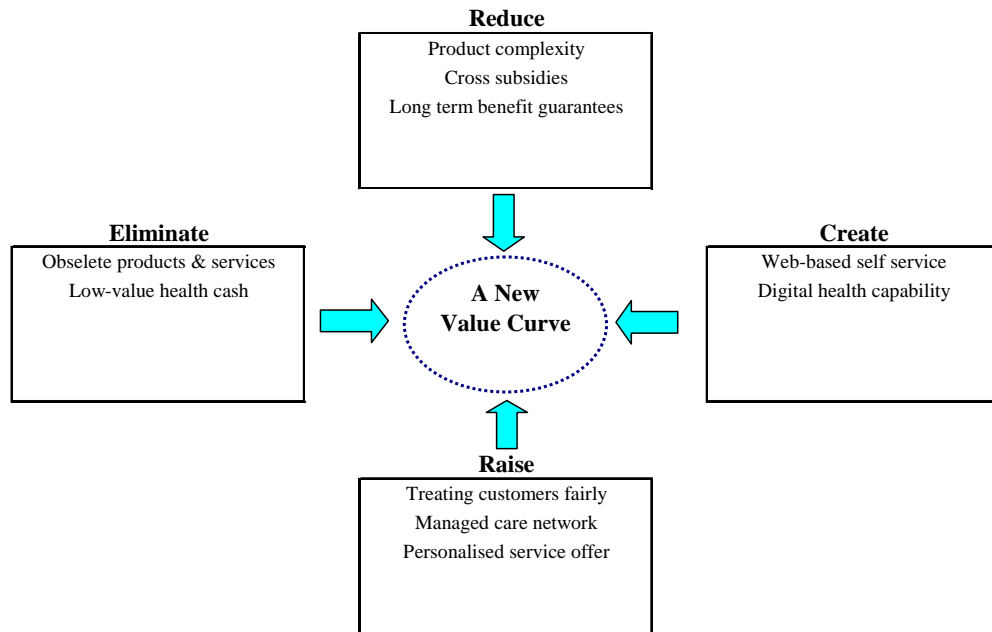 Reduce
Product complexity
Cross subsidies
Long term benefit guarantees
Eliminate
Obselete products & services
Low-value health cash
A New
Value Curve
Create
Web-based self service
Digital health capability
Raise
Treating customers fairly
Managed care network
Personalised service offer